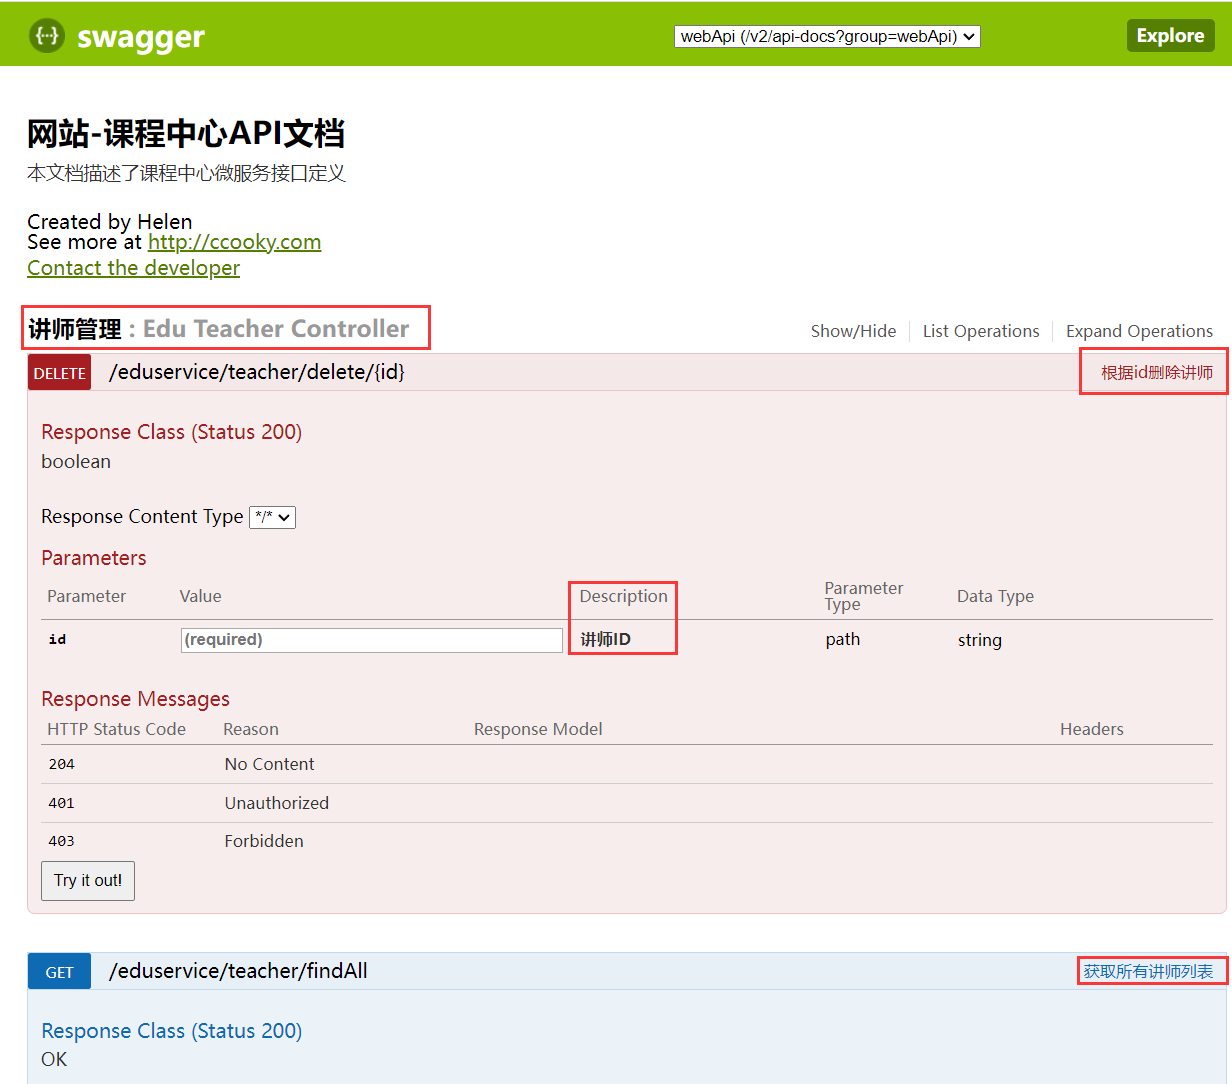 {···} swagger
webApi (/v2/api-docs?group=webApi)
Explore
网站-课程中心API文档
本文档描述了课程中心微服务接口定义
Created by Helen
See more at http://ccooky.com
Contact the developer
讲师管理 : Edu Teacher Controller
Show/Hide
List Operations
Expand Operations
DELETE /eduservice/teacher/delete/{id}
根据id删除讲师
Response Class (Status 200)
boolean
Response Content Type */*
Parameters
Parameter Value Description Parameter Type Data Type
id (required) 讲师ID path string
Response Messages
HTTP Status Code Reason Response Model Headers
204 No Content
401 Unauthorized
403 Forbidden
Try it out!
GET /eduservice/teacher/findAll
获取所有讲师列表
Response Class (Status 200)
OK